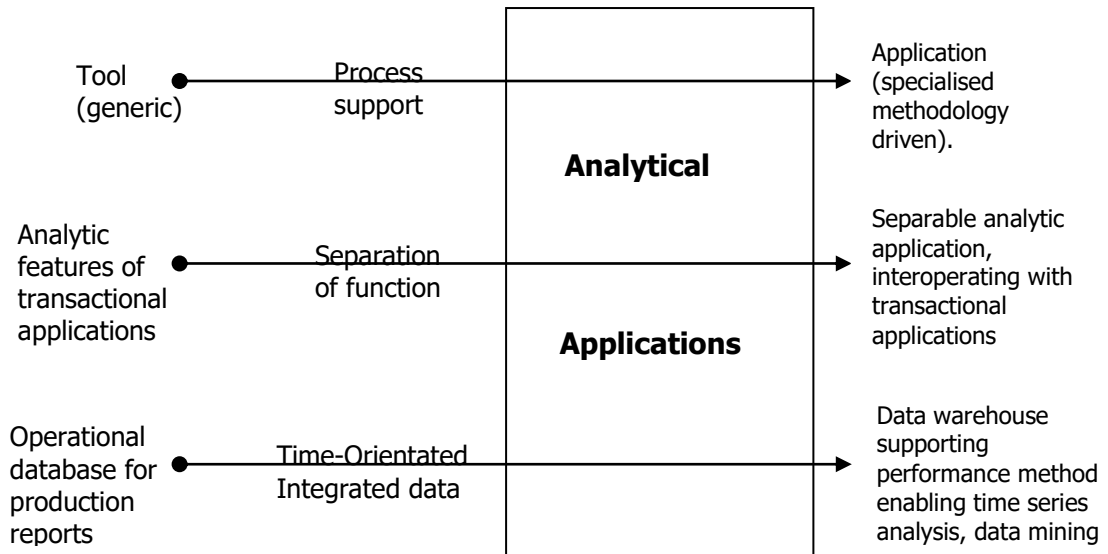 Tool
(generic)
Process
support
Application
(specialised
methodology
driven).
Analytical
Analytic
features of
transactional
applications
Separation
of function
Separable analytic
application,
interoperating with
transactional
applications
Applications
Operational
database for
production
reports
Time-Orientated
Integrated data
Data warehouse
supporting
performance method
enabling time series
analysis, data mining